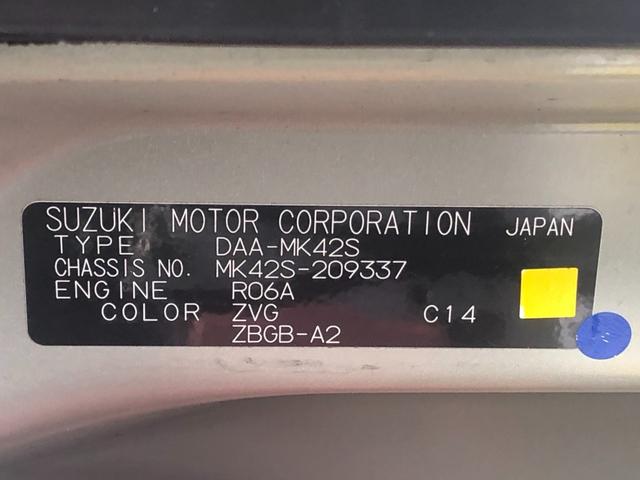 SUZUKI MOTOR CORPORATION JAPAN
TYPE DAA-MK42S
CHASSIS NO. MK42S-209337
ENGINE R06A
COLOR ZVG C14
ZBGB-A2